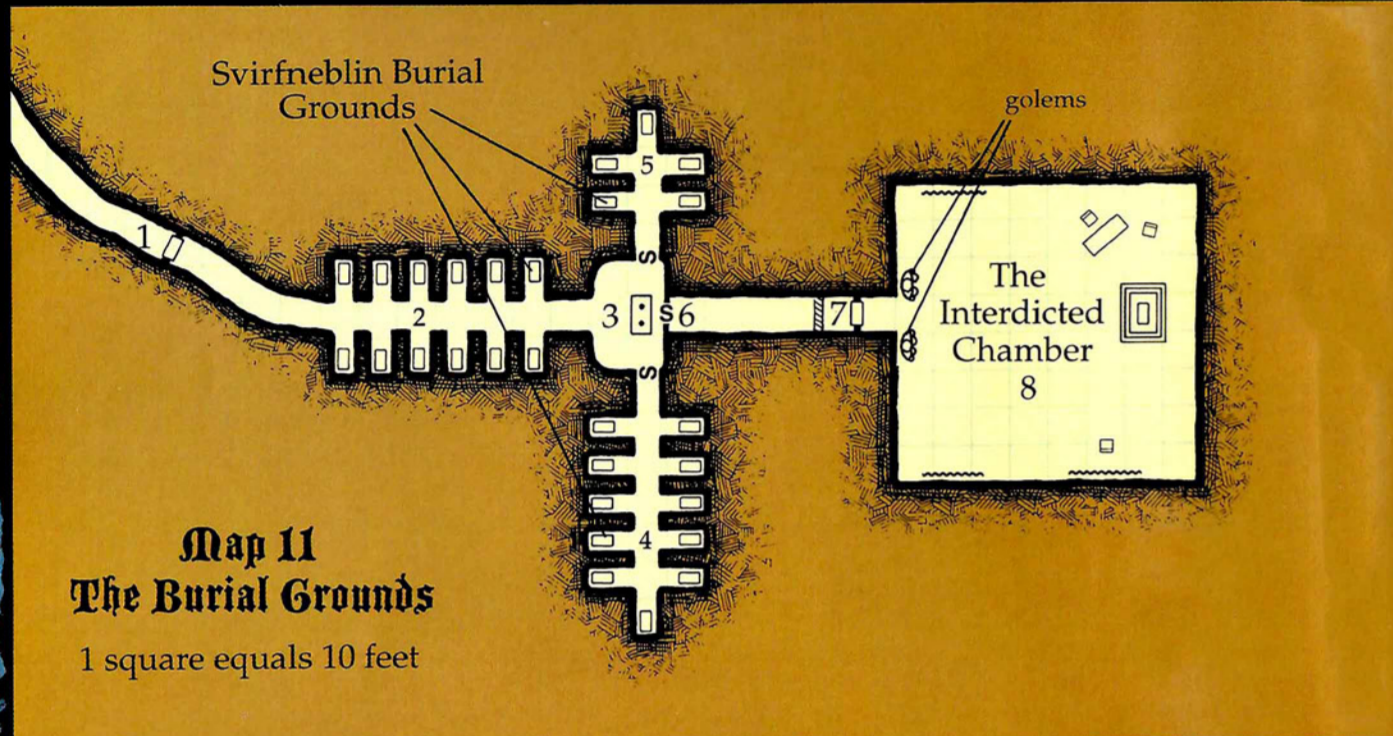 Svirfneblin Burial
Grounds
golems
5
1
2
3
S
S
6
7
The
Interdicted
Chamber
8
S
4
Map 11
The Burial Grounds
1 square equals 10 feet